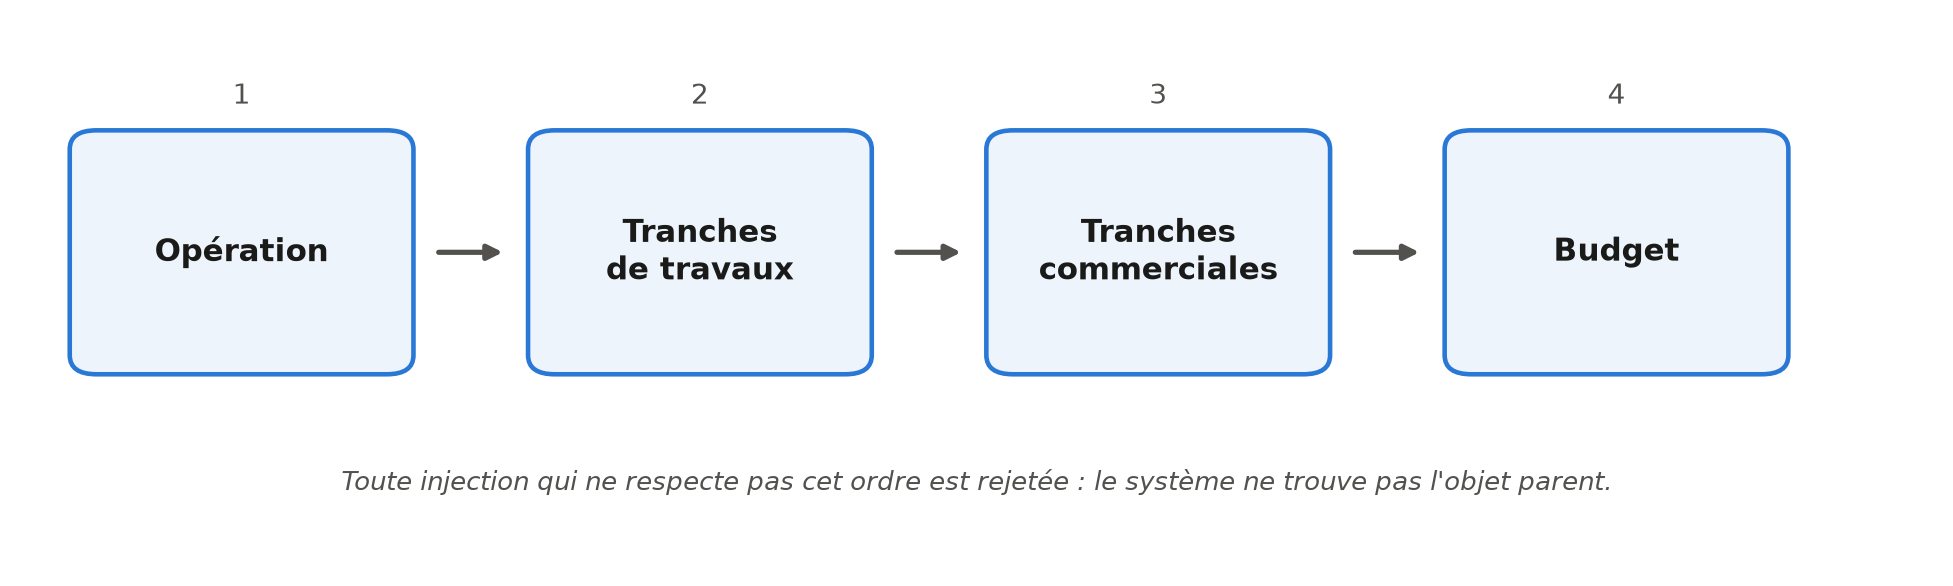 1
2
3
4
Opération
Tranches
de travaux
Tranches
commerciales
Budget
Toute injection qui ne respecte pas cet ordre est rejetée : le système ne trouve pas l'objet parent.